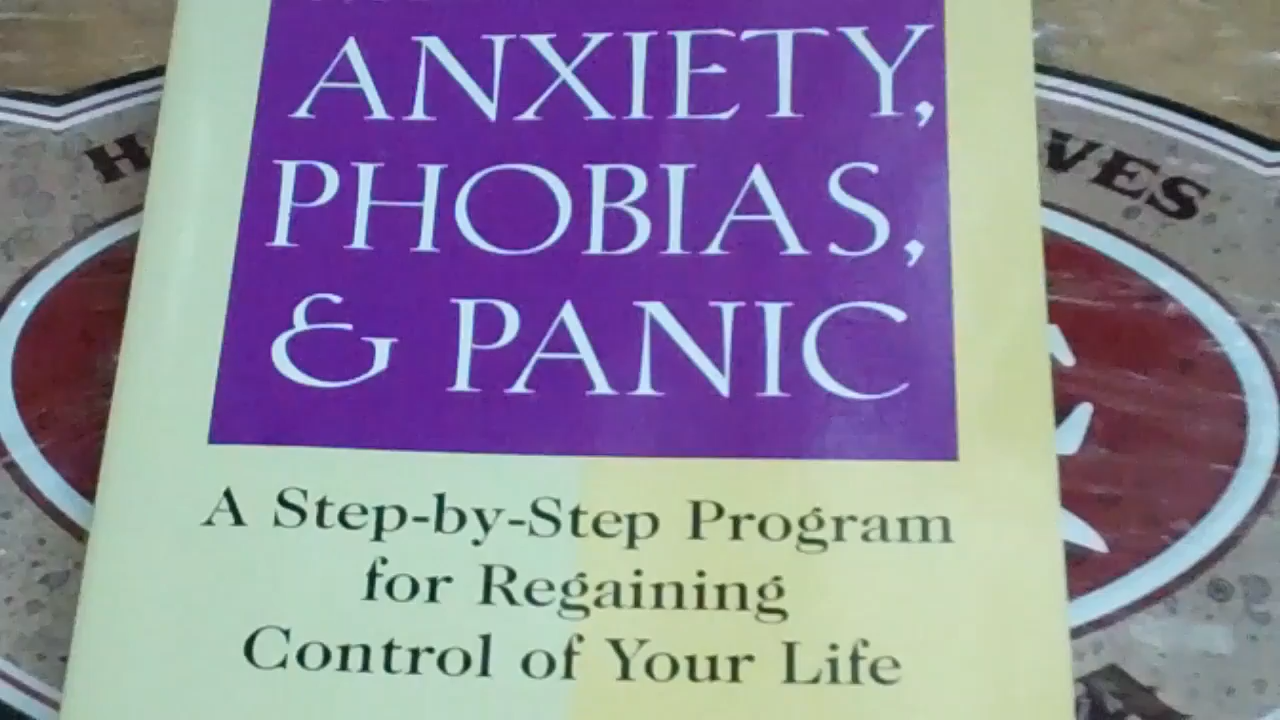 ANXIETY,
PHOBIAS,
& PANIC
A Step-by-Step Program
for Regaining
Control of Your Life